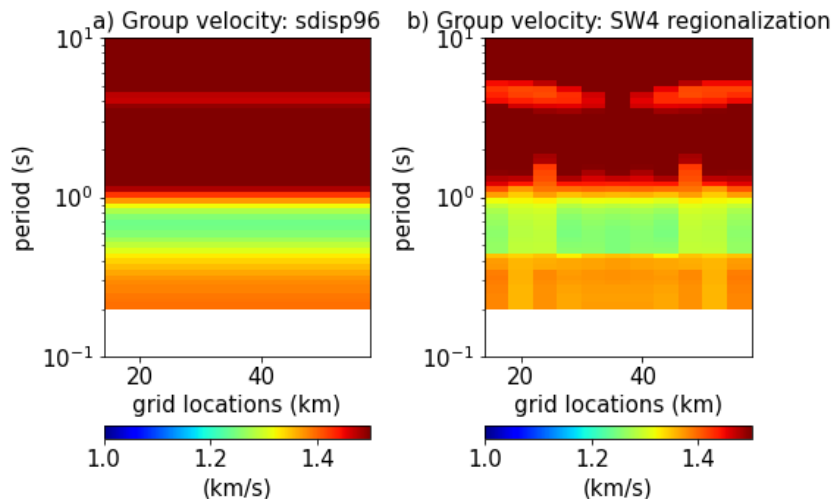 a) Group velocity: sdisp96
b) Group velocity: SW4 regionalization
10^1
10^0
10^-1
period (s)
20 40
grid locations (km)
1.0 1.2 1.4
(km/s)
10^1
10^0
10^-1
period (s)
20 40
grid locations (km)
1.0 1.2 1.4
(km/s)